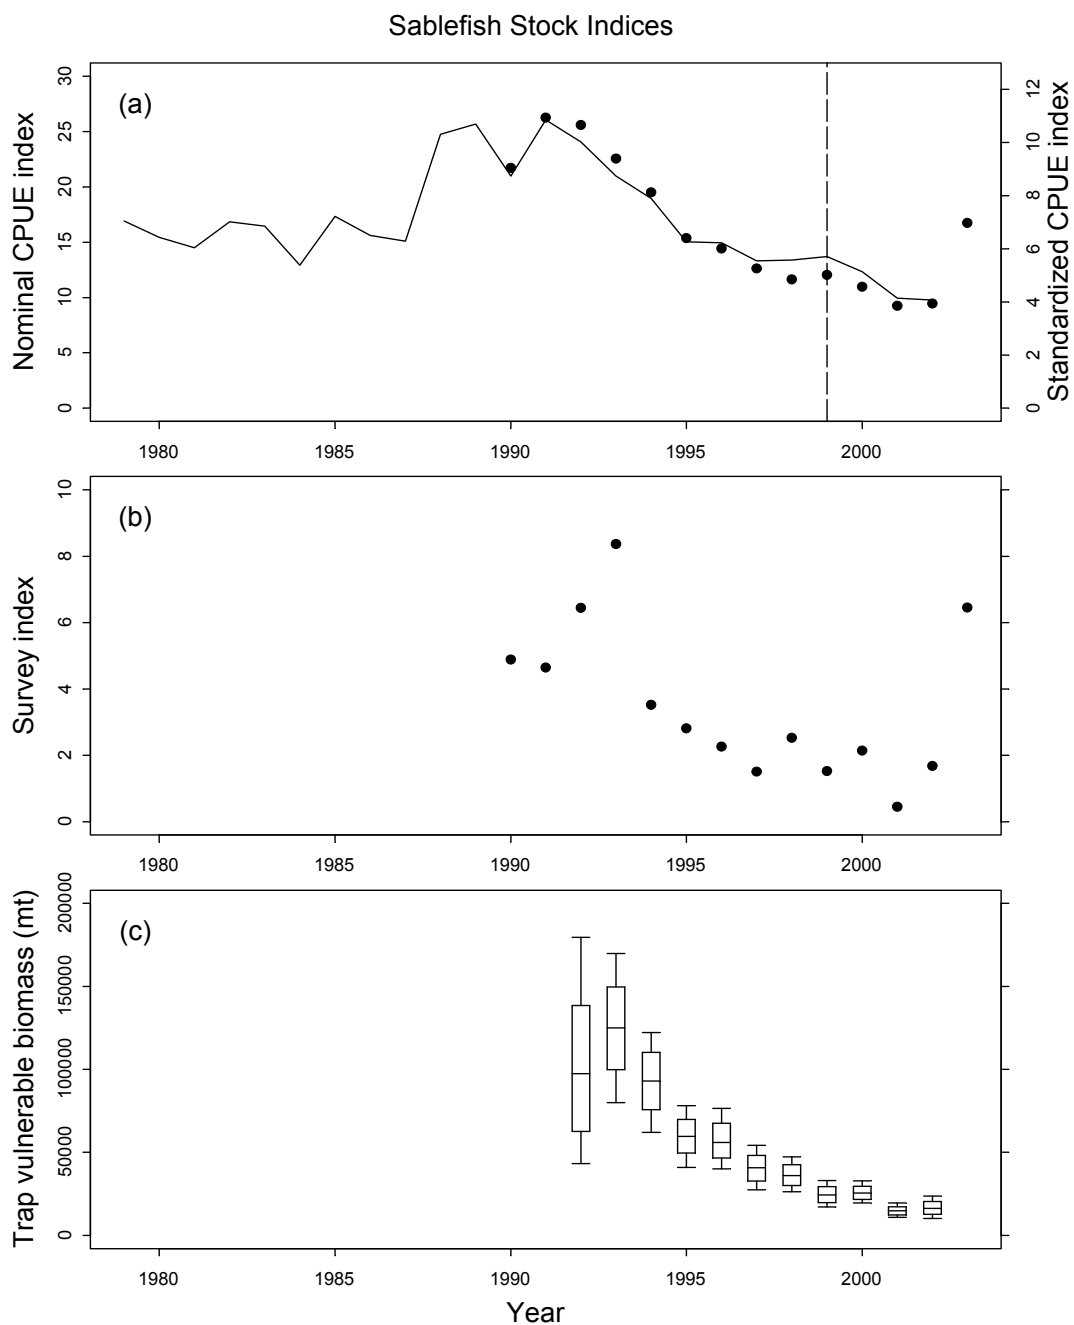 Sablefish Stock Indices
(a)
Nominal CPUE index
0 5 10 15 20 25 30
Standardized CPUE index
0 2 4 6 8 10 12
1980 1985 1990 1995 2000
(b)
Survey index
0 2 4 6 8 10
1980 1985 1990 1995 2000
(c)
Trap vulnerable biomass (mt)
0 50000 100000 150000 200000
1980 1985 1990 1995 2000
Year